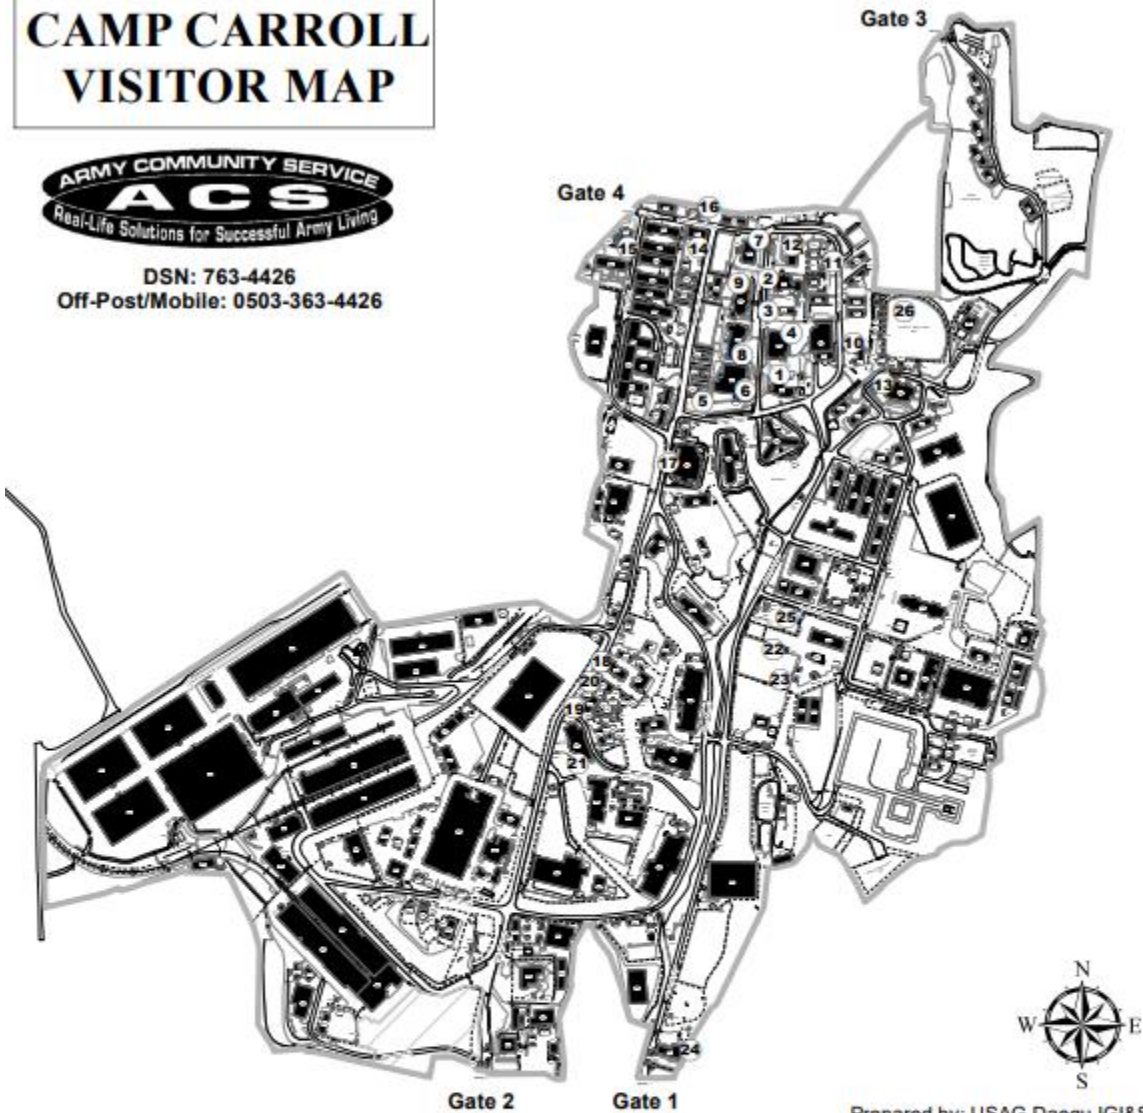 CAMP CARROLL
VISITOR MAP
Gate 3
ARMY COMMUNITY SERVICE
ACS
Real-Life Solutions for Successful Army Living
DSN: 763-4426
Off-Post/Mobile: 0503-363-4426
Gate 4
16
15
14
7
12
11
9
2
3
26
4
8
10
1
13
5
6
17
25
18
22
20
23
19
21
24
N
W
E
S
Gate 2
Gate 1
Prepared by: USAG Daegu